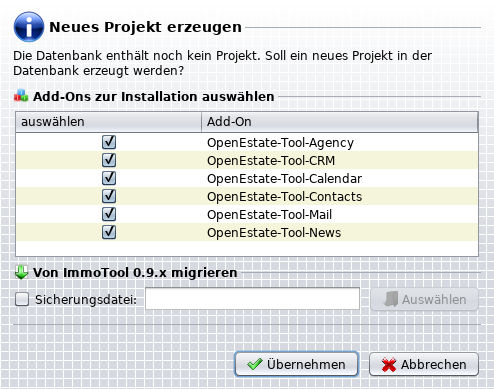 Neues Projekt erzeugen
Die Datenbank enthält noch kein Projekt. Soll ein neues Projekt in der
Datenbank erzeugt werden?
Add-Ons zur Installation auswählen
auswählen Add-On
OpenEstate-Tool-Agency
OpenEstate-Tool-CRM
OpenEstate-Tool-Calendar
OpenEstate-Tool-Contacts
OpenEstate-Tool-Mail
OpenEstate-Tool-News
Von ImmoTool 0.9.x migrieren
Sicherungsdatei: Auswählen
Übernehmen Abbrechen